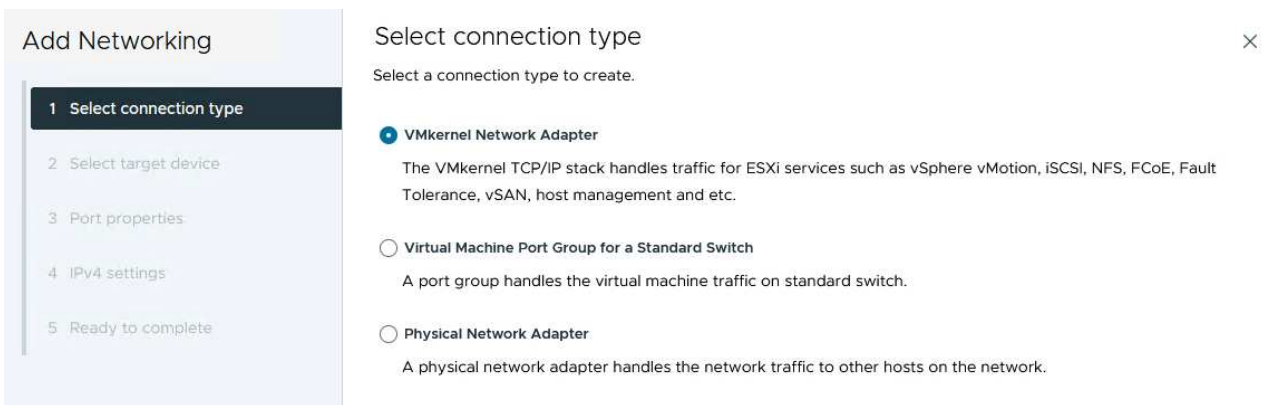 Add Networking
1 Select connection type
2 Select target device
3 Port properties
4 IPv4 settings
5 Ready to complete
Select connection type
Select a connection type to create.
VMkernel Network Adapter
The VMkernel TCP/IP stack handles traffic for ESXi services such as vSphere vMotion, iSCSI, NFS, FCoE, Fault
Tolerance, vSAN, host management and etc.
Virtual Machine Port Group for a Standard Switch
A port group handles the virtual machine traffic on standard switch.
Physical Network Adapter
A physical network adapter handles the network traffic to other hosts on the network.